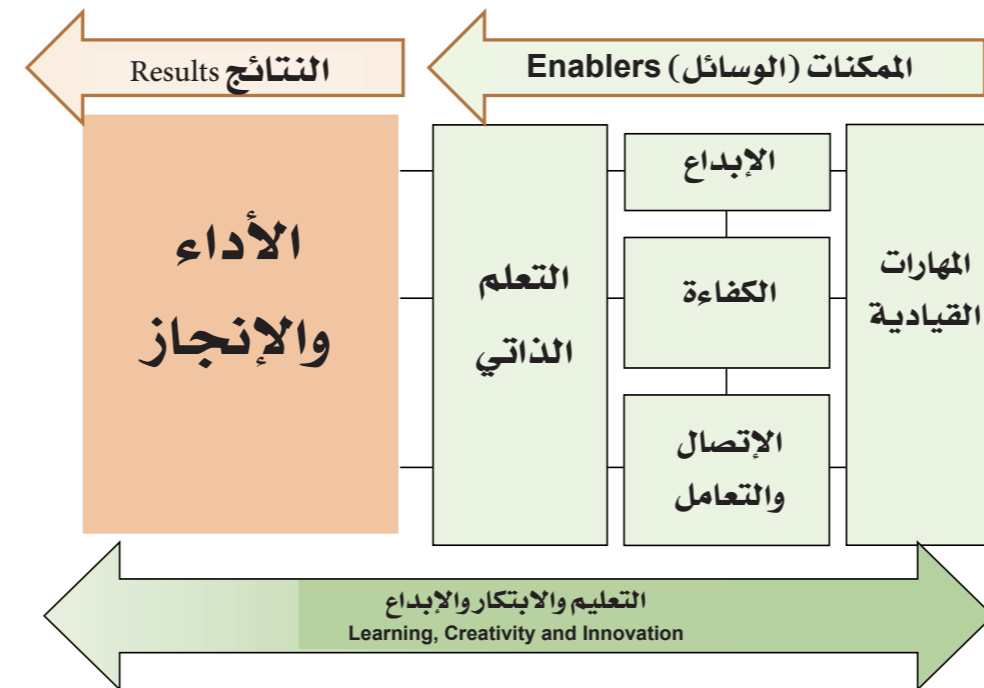 الممكنات (الوسائل) Enablers
النتائج Results
المهارات
القيادية
الإبداع
الكفاءة
الإتصال
والتعامل
التعلم
الذاتي
الأداء
والإنجاز
التعليم والابتكار والإبداع
Learning, Creativity and Innovation